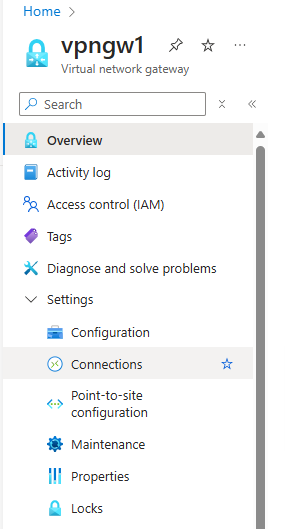 Home
vpngw1
Virtual network gateway
Search
Overview
Activity log
Access control (IAM)
Tags
Diagnose and solve problems
Settings
Configuration
Connections
Point-to-site
configuration
Maintenance
Properties
Locks